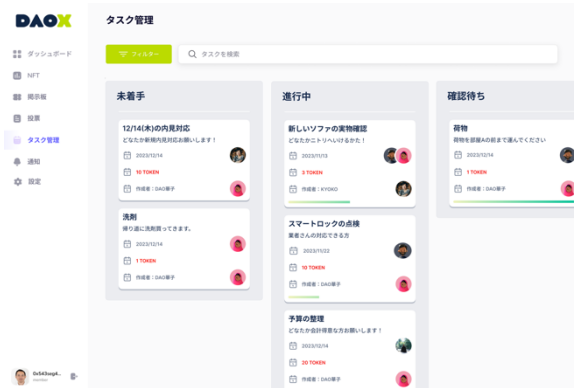 DAOX
ダッシュボード
NFT
掲示板
投票
タスク管理
通知
設定
0x543wg4...
タスク管理
フィルター
タスクを検索
未着手
12/14(木)の内見対応
どなたか新規内見対応お願いします！
2023/12/14
10 TOKEN
作成者：DAO華子
洗剤
帰り道に洗剤買ってきます。
2023/12/14
1 TOKEN
作成者：DAO華子
進行中
新しいソファの実物確認
どなたかニトリへいけるかた！
2023/11/13
3 TOKEN
作成者：KYOKO
スマートロックの点検
業者さんの対応できる方
2023/11/22
10 TOKEN
作成者：DAO華子
予算の整理
どなたか会計得意な方お願いします！
2023/12/14
20 TOKEN
作成者：DAO華子
確認待ち
荷物
荷物を部屋Aの前まで運んでください
2023/12/14
1 TOKEN
作成者：DAO華子